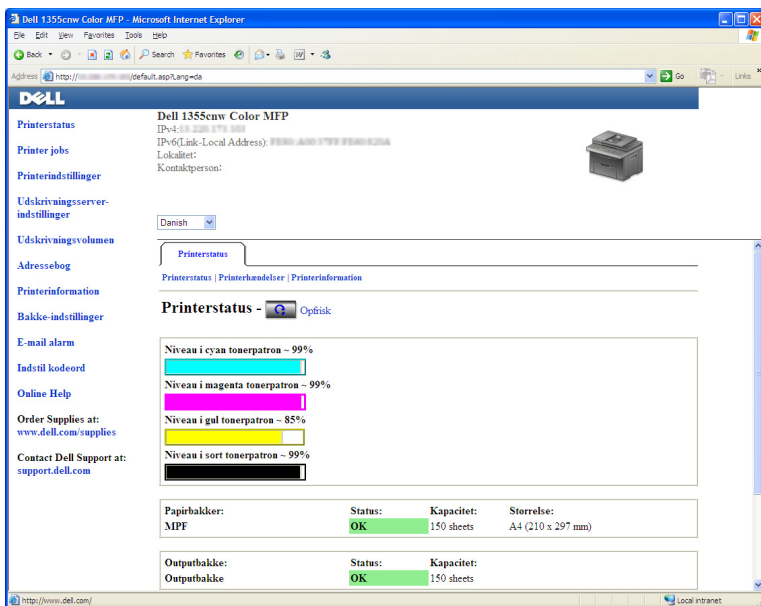 Dell 1355cnw Color MFP - Microsoft Internet Explorer
File Edit View Favorites Tools Help
Back Search Favorites
Address http:// /default.asp?Lang=da Go Links
DELL
Printerstatus
Printer jobs
Printerindstillinger
Udskrivningsserver-
indstillinger
Udskrivningsvolumen
Adressebog
Printerinformation
Bakke-indstillinger
E-mail alarm
Indstil kodeord
Online Help
Order Supplies at:
www.dell.com/supplies
Contact Dell Support at:
support.dell.com
Dell 1355cnw Color MFP
IPv4:
IPv6(Link-Local Address):
Lokalitet:
Kontaktperson:
Danish
Printerstatus
Printerstatus | Printerhændelser | Printerinformation
Printerstatus - Opfrisk
Niveau i cyan tonerpatron ~ 99%
Niveau i magenta tonerpatron ~ 99%
Niveau i gul tonerpatron ~ 85%
Niveau i sort tonerpatron ~ 99%
Papirbakker: Status: Kapacitet: Størrelse:
MPF OK 150 sheets A4 (210 x 297 mm)
Outputbakke: Status: Kapacitet:
Outputbakke OK 150 sheets
http://www.dell.com/ Local intranet